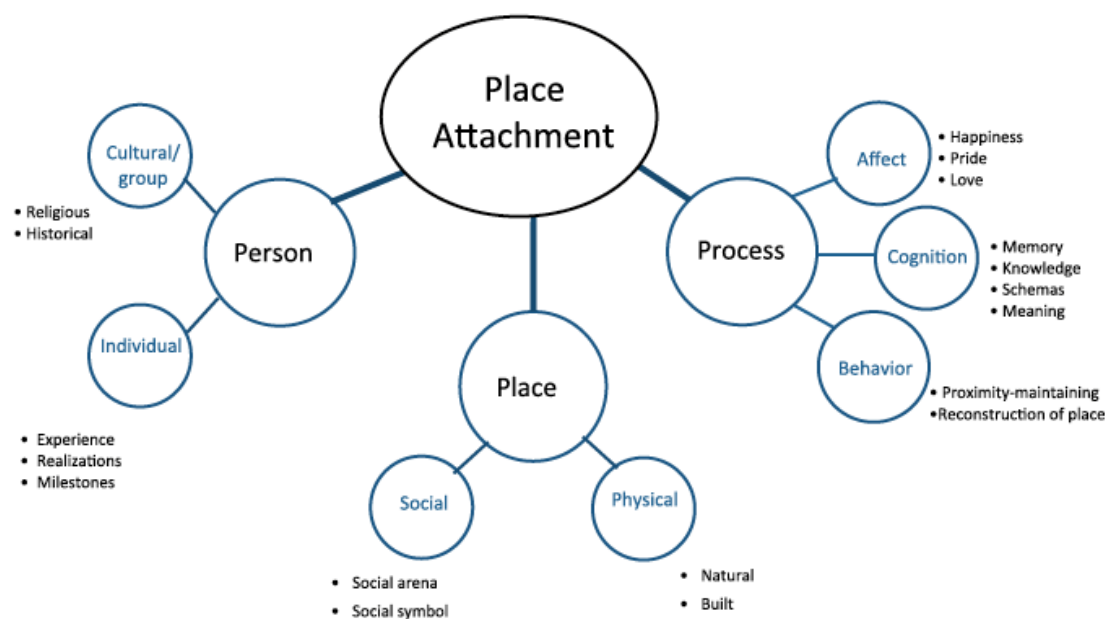 Place
Attachment
Cultural/
group
• Religious
• Historical
Person
Individual
• Experience
• Realizations
• Milestones
Place
Social
• Social arena
• Social symbol
Physical
• Natural
• Built
Process
Affect
• Happiness
• Pride
• Love
Cognition
• Memory
• Knowledge
• Schemas
• Meaning
Behavior
• Proximity-maintaining
•Reconstruction of place